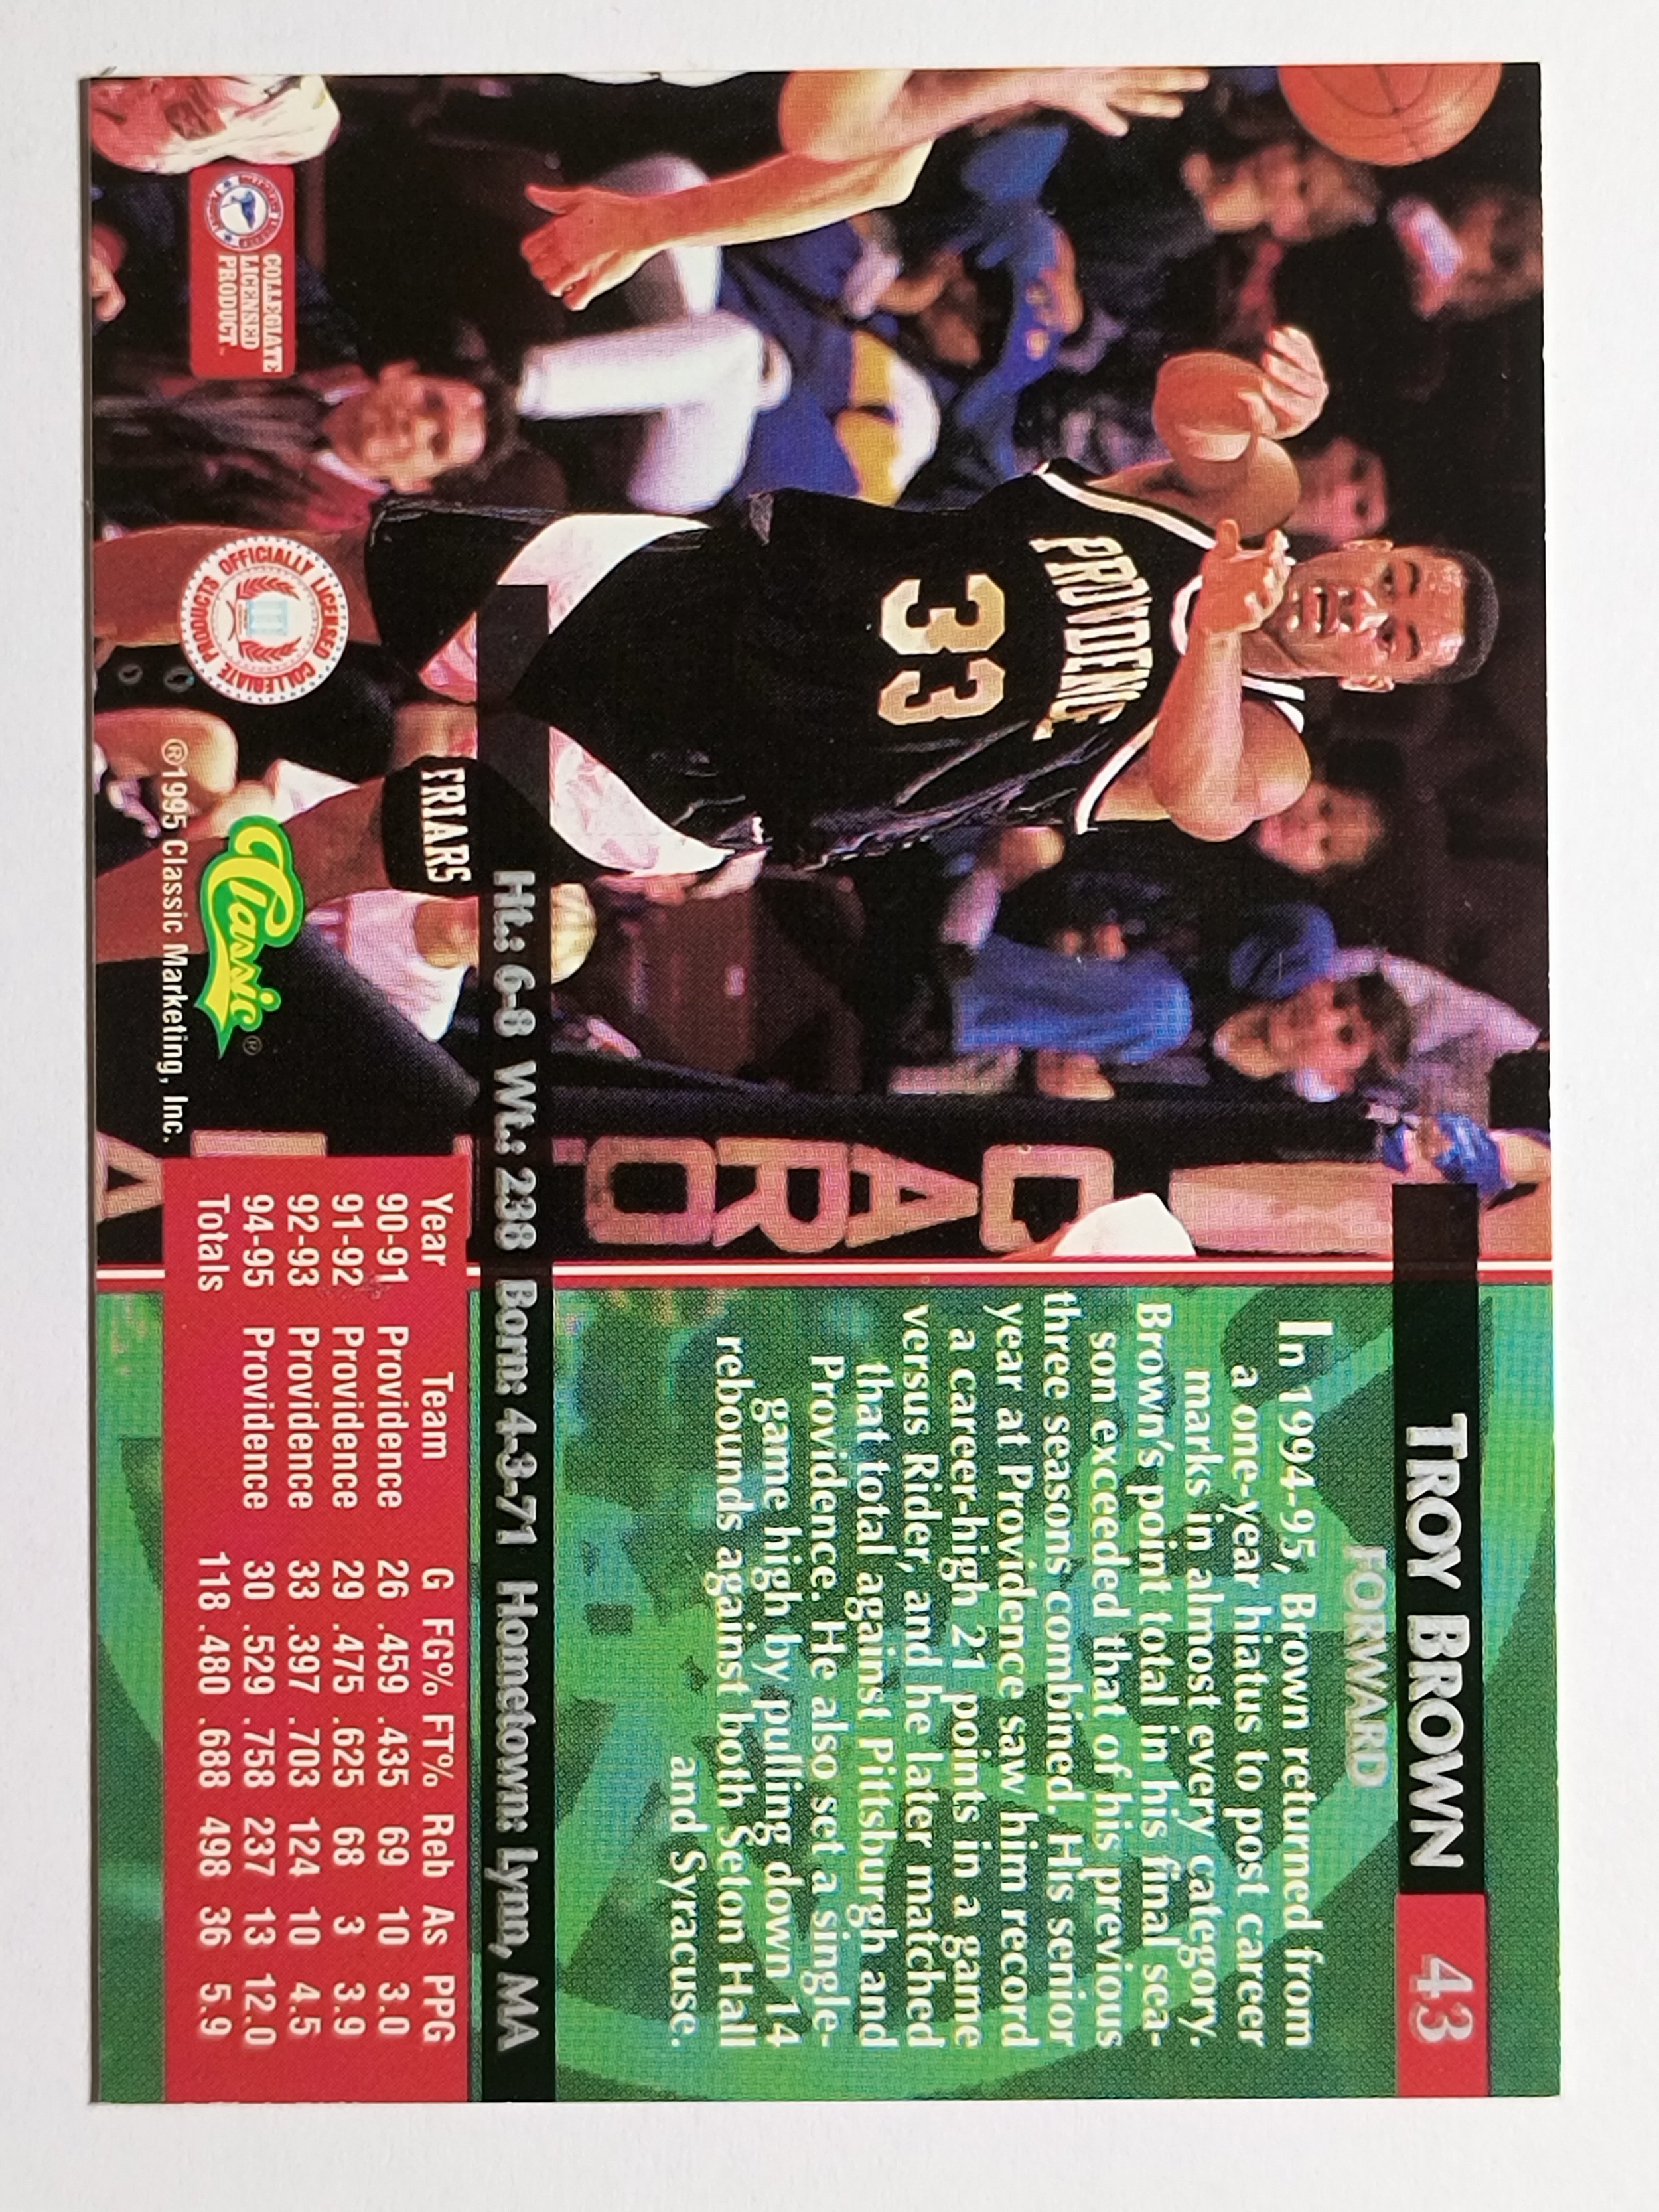 TROY BROWN 43
FORWARD
In 1994-95, Brown returned from
a one-year hiatus to post career
marks in almost every category.
Brown's point total in his final sea-
son exceeded that of his previous
three seasons combined. His senior
year at Providence saw him record
a career-high 21 points in a game
versus Rider, and he later matched
that total against Pittsburgh and
Providence. He also set a single-
game high by pulling down 14
rebounds against both Seton Hall
and Syracuse.
PROVIDENCE
33
FRIARS
Ht.: 6-8 Wt.: 238 Born: 4-3-71 Hometown: Lynn, MA
Year Team G FG% FT% Reb As PPG
90-91 Providence 26 .459 .435 69 10 3.0
91-92 Providence 29 .475 .625 68 3 3.9
92-93 Providence 33 .397 .703 124 10 4.5
94-95 Providence 30 .529 .758 237 13 12.0
Totals 118 .480 .688 498 36 5.9
COLLEGIATE
LICENSED
PRODUCT™
OFFICIALLY LICENSED COLLEGIATE PRODUCTS
Classic®
®1995 Classic Marketing, Inc.